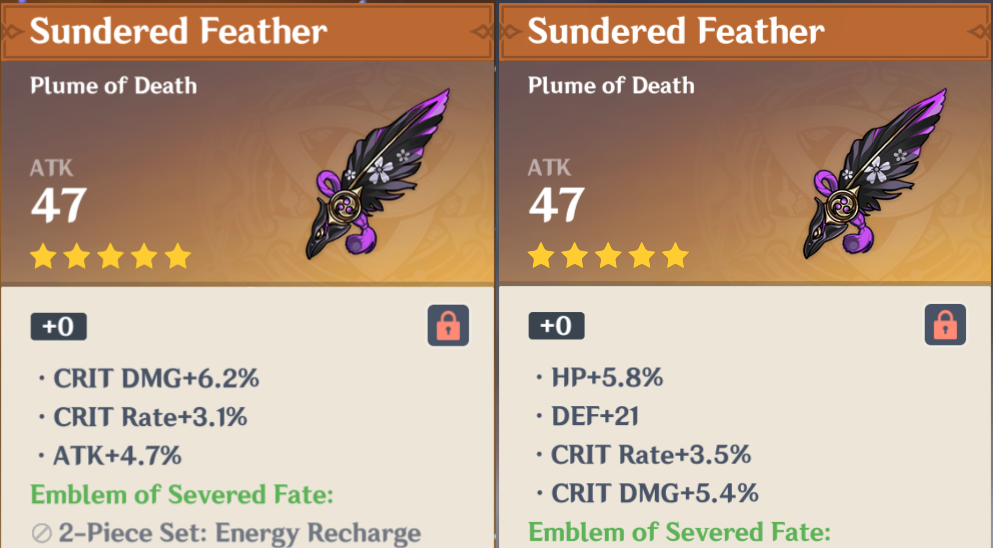 Sundered Feather
Plume of Death
ATK
47
+0
· CRIT DMG+6.2%
· CRIT Rate+3.1%
· ATK+4.7%
Emblem of Severed Fate:
2-Piece Set: Energy Recharge
Sundered Feather
Plume of Death
ATK
47
+0
· HP+5.8%
· DEF+21
· CRIT Rate+3.5%
· CRIT DMG+5.4%
Emblem of Severed Fate: